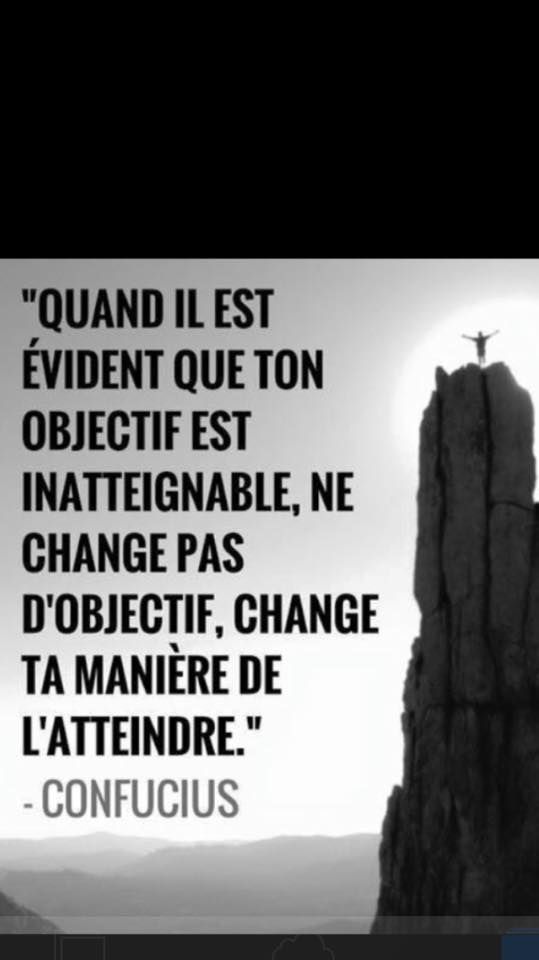 "QUAND IL EST
ÉVIDENT QUE TON
OBJECTIF EST
INATTEIGNABLE, NE
CHANGE PAS
D'OBJECTIF, CHANGE
TA MANIÈRE DE
L'ATTEINDRE."
- CONFUCIUS